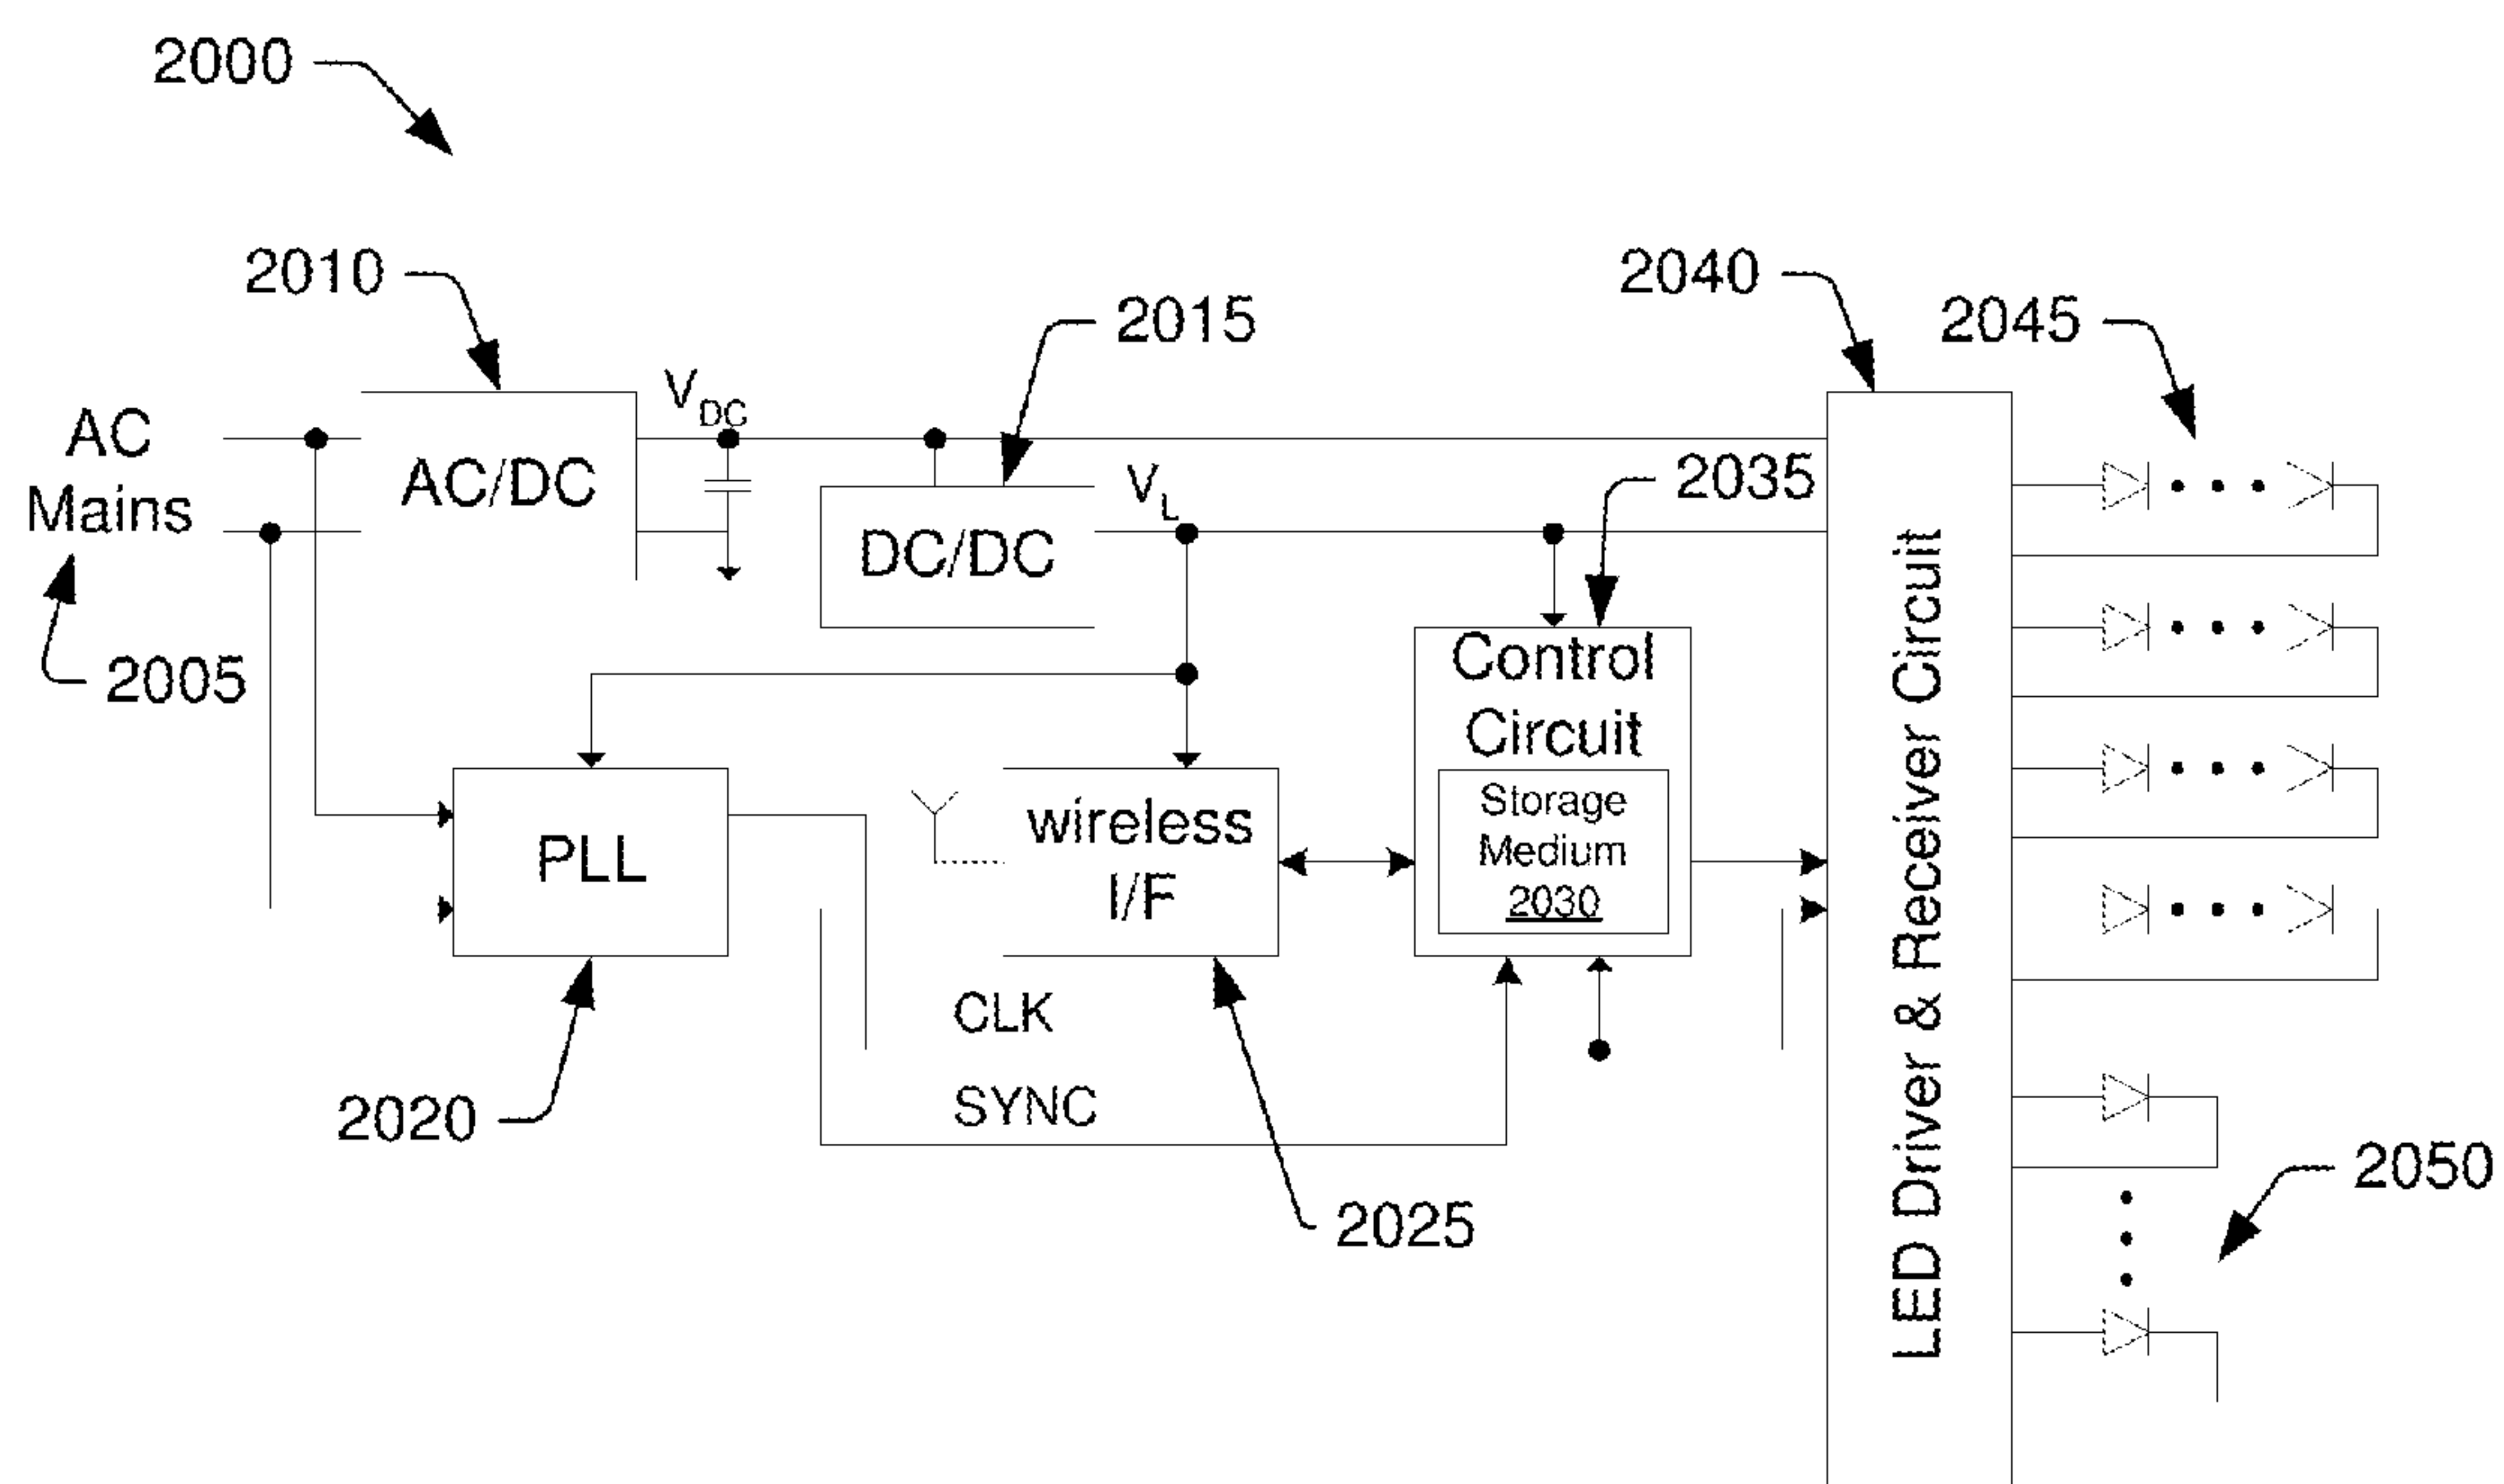 2000
2010
2015
2040
2045
AC
Mains
AC/DC
VDC
DC/DC
VL
2035
2005
Control
Circuit
Storage
Medium
2030
PLL
wireless
I/F
CLK
SYNC
2020
2025
LED Driver & Receiver Circuit
2050